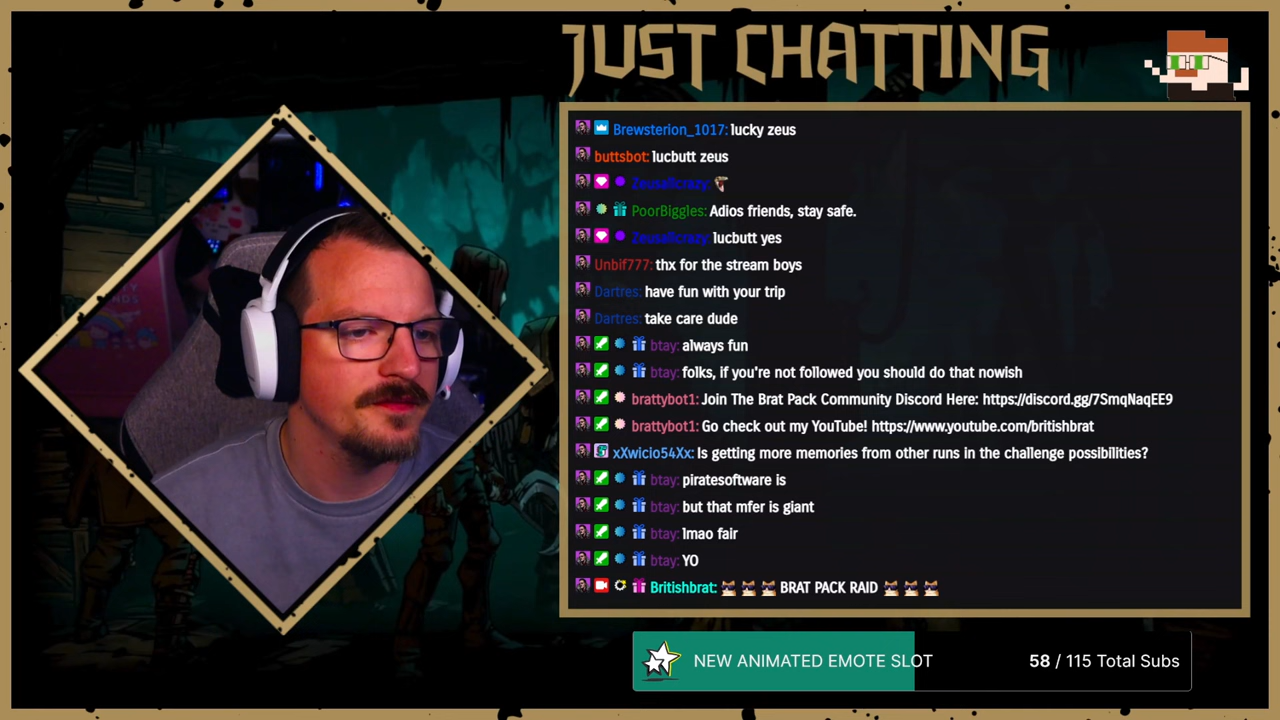 JUST CHATTING
Brewsterion_1017: lucky zeus
buttsbot: lucbutt zeus
Zeusallcrazy:
PoorBiggles: Adios friends, stay safe.
Zeusallcrazy: lucbutt yes
Unbif777: thx for the stream boys
Dartres: have fun with your trip
Dartres: take care dude
btay: always fun
btay: folks, if you're not followed you should do that nowish
brattybot1: Join The Brat Pack Community Discord Here: https://discord.gg/7SmqNaqEE9
brattybot1: Go check out my YouTube! https://www.youtube.com/britishbrat
xXwicio54Xx: Is getting more memories from other runs in the challenge possibilities?
btay: piratesoftware is
btay: but that mfer is giant
btay: lmao fair
btay: YO
Britishbrat: BRAT PACK RAID
NEW ANIMATED EMOTE SLOT 58 / 115 Total Subs